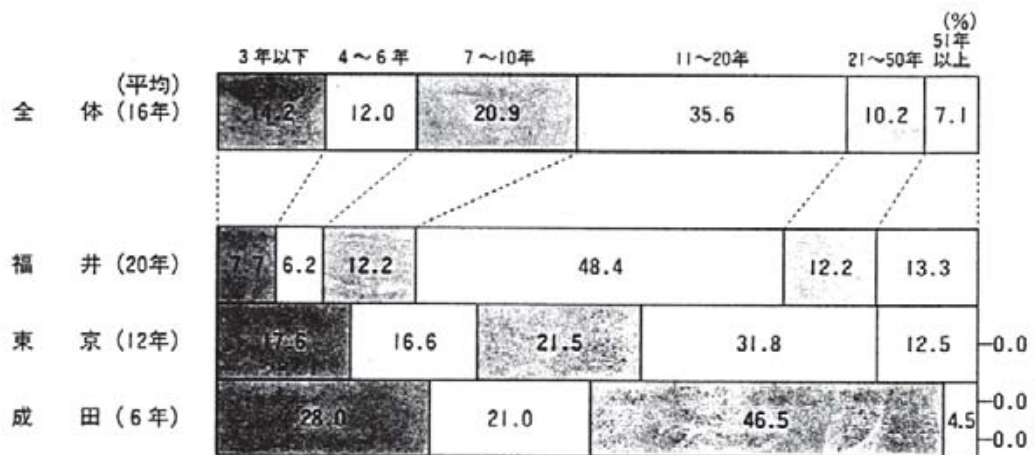 (%)
3年以下 4〜6年 7〜10年 11〜20年 21〜50年 51年以上
(平均)
全 体 (16年) 14.2 12.0 20.9 35.6 10.2 7.1
福 井 (20年) 7.7 6.2 12.2 48.4 12.2 13.3
東 京 (12年) 17.6 16.6 21.5 31.8 12.5 0.0
成 田 (6年) 28.0 21.0 46.5 4.5 0.0
0.0